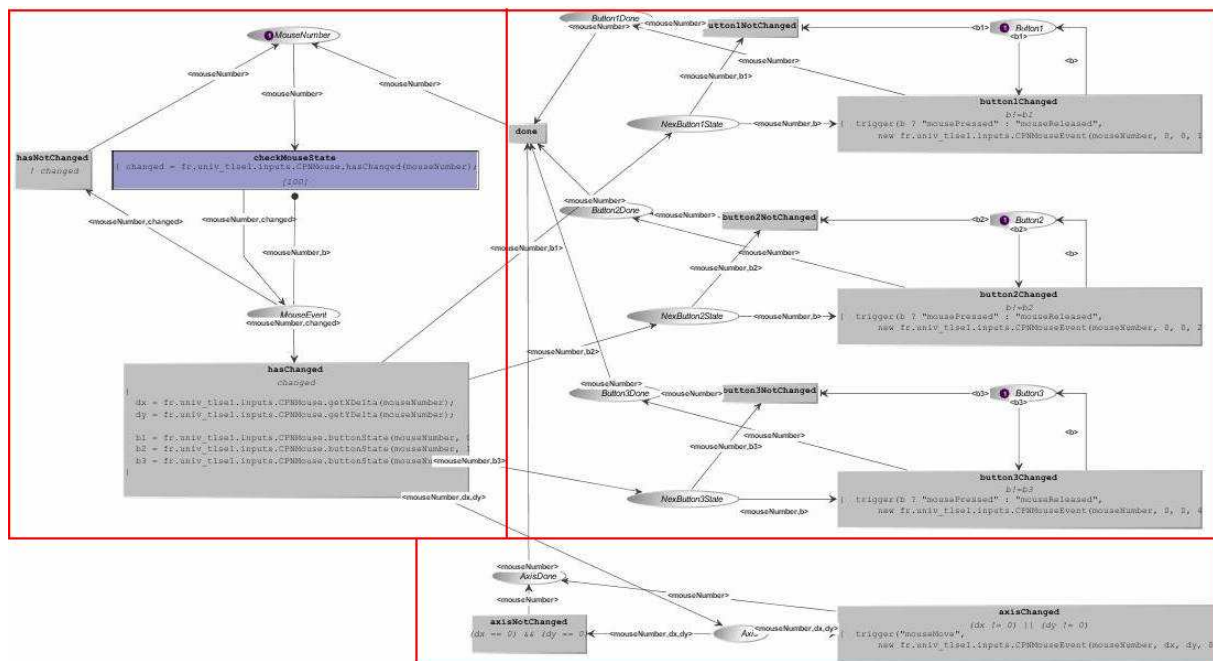 MouseNumber
<mouseNumber>
<mouseNumber>
<mouseNumber>
hasNotChanged
! changed
checkMouseState
{ changed = fr.univ_tlse1.inputs.CPNMouse.hasChanged(mouseNumber);
[100]
<mouseNumber,changed>
<mouseNumber,changed>
<mouseNumber,b>
MouseEvent
<mouseNumber,changed>
hasChanged
changed
{
dx = fr.univ_tlse1.inputs.CPNMouse.getXDelta(mouseNumber);
dy = fr.univ_tlse1.inputs.CPNMouse.getYDelta(mouseNumber);
b1 = fr.univ_tlse1.inputs.CPNMouse.buttonState(mouseNumber,
b2 = fr.univ_tlse1.inputs.CPNMouse.buttonState(mouseNumber,
b3 = fr.univ_tlse1.inputs.CPNMouse.buttonState(mouseN
}
<mouseNumber,b1>
<mouseNumber,b2>
<mouseNumber,b3>
<mouseNumber,dx,dy>
done
Button1Done
<mouseNumber>
<mouseNumber>
utton1NotChanged
<b1>
Button1
<b1>
<b>
<mouseNumber>
<mouseNumber,b1>
NexButton1State
<mouseNumber,b>
button1Changed
b!=b1
{ trigger(b ? "mousePressed" : "mouseReleased",
new fr.univ_tlse1.inputs.CPNMouseEvent(mouseNumber, 0, 0, 1
<mouseNumber>
Button2Done
<mouseNumber>
button2NotChanged
<b2>
Button2
<b2>
<b>
<mouseNumber>
<mouseNumber,b2>
NexButton2State
<mouseNumber,b>
button2Changed
b!=b2
{ trigger(b ? "mousePressed" : "mouseReleased",
new fr.univ_tlse1.inputs.CPNMouseEvent(mouseNumber, 0, 0, 2
<mouseNumber>
Button3Done
<mouseNumber>
button3NotChanged
<b3>
Button3
<b3>
<b>
<mouseNumber>
<mouseNumber,b3>
NexButton3State
<mouseNumber,b>
button3Changed
b!=b3
{ trigger(b ? "mousePressed" : "mouseReleased",
new fr.univ_tlse1.inputs.CPNMouseEvent(mouseNumber, 0, 0, 4
<mouseNumber>
AxisDone
<mouseNumber>
<mouseNumber>
axisNotChanged
(dx == 0) && (dy == 0)
<mouseNumber,dx,dy>
Axis
<mouseNumber,dx,dy>
axisChanged
(dx != 0) || (dy != 0)
{ trigger("mouseMove",
new fr.univ_tlse1.inputs.CPNMouseEvent(mouseNumber, dx, dy, 0